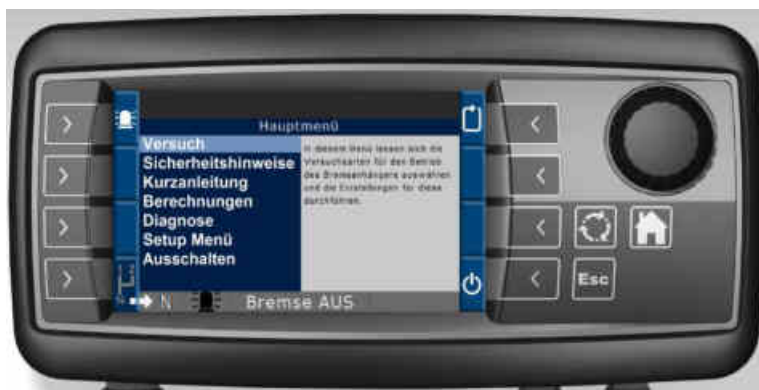 Hauptmenü
Versuch
Sicherheitshinweise
Kurzanleitung
Berechnungen
Diagnose
Setup Menü
Ausschalten
In diesem Menü lassen sich die
Versuchsarten für den Betrieb
des Bremsanhängers auswählen
und die Einstellungen für diese
durchführen.
N
Bremse AUS
Esc